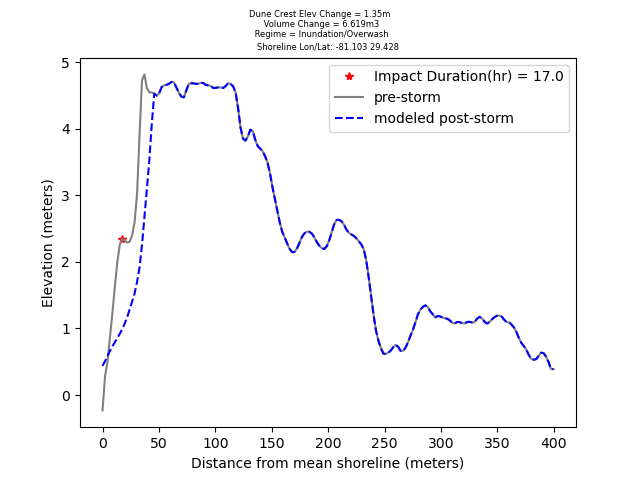 Dune Crest Elev Change = 1.35m
Volume Change = 6.619m3
Regime = Inundation/Overwash
Shoreline Lon/Lat: -81.103 29.428
Impact Duration(hr) = 17.0
pre-storm
modeled post-storm
5
4
3
2
1
0
Elevation (meters)
0 50 100 150 200 250 300 350 400
Distance from mean shoreline (meters)